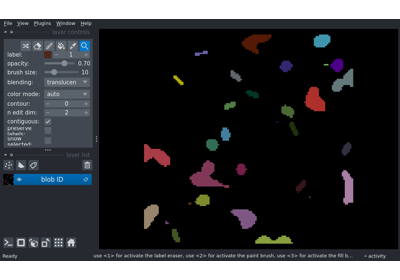 File View Plugins Window Help
layer controls
label: 1
opacity: 0.70
brush size: 10
blending: translucen
color mode: auto
contour: 0
n edit dim: 2
contiguous:
preserve labels:
show selected:
layer list
blob ID
Ready use <1> for activate the label eraser, use <2> for activate the paint brush, use <3> for activate the fill b... activity